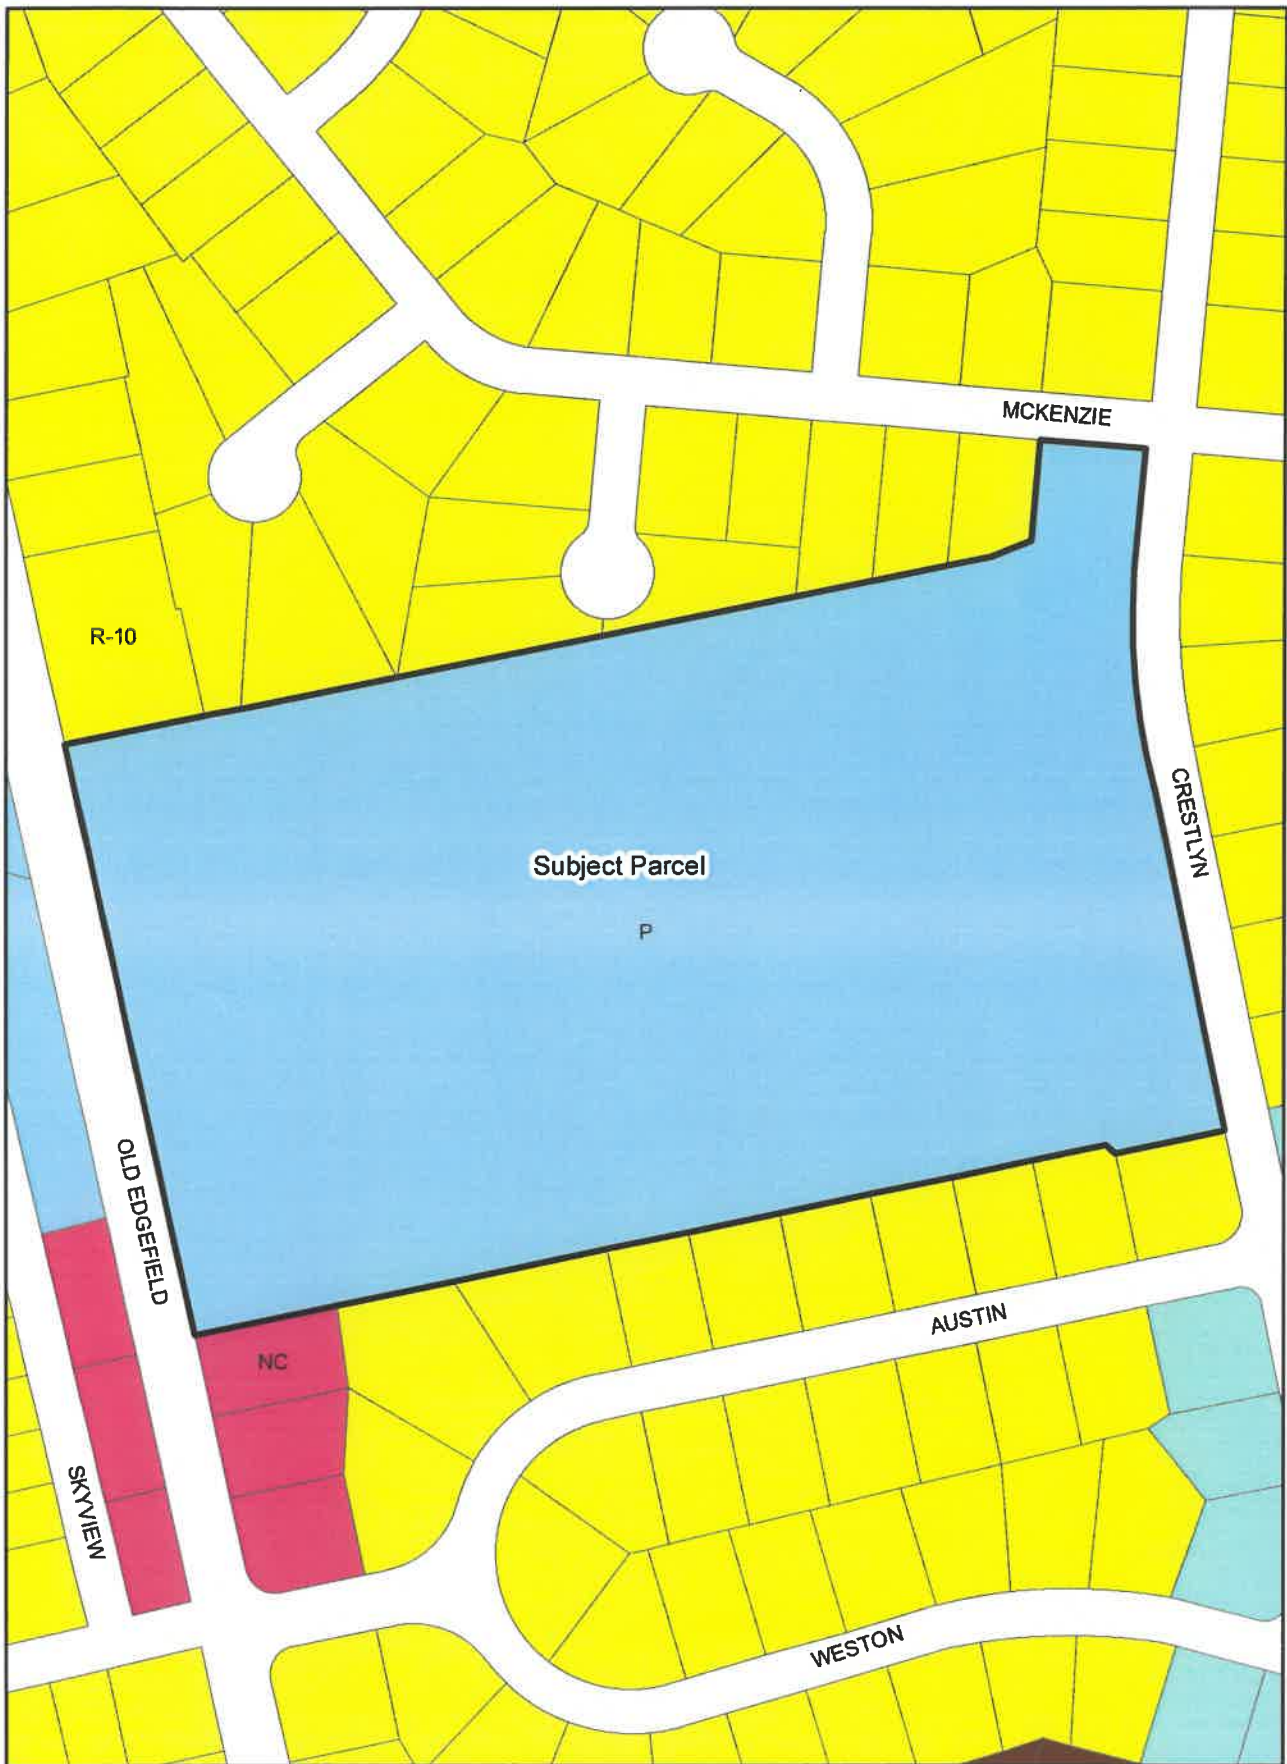 MCKENZIE
R-10
CRESTLYN
Subject Parcel
P
OLD EDGEFIELD
AUSTIN
NC
SKYVIEW
WESTON